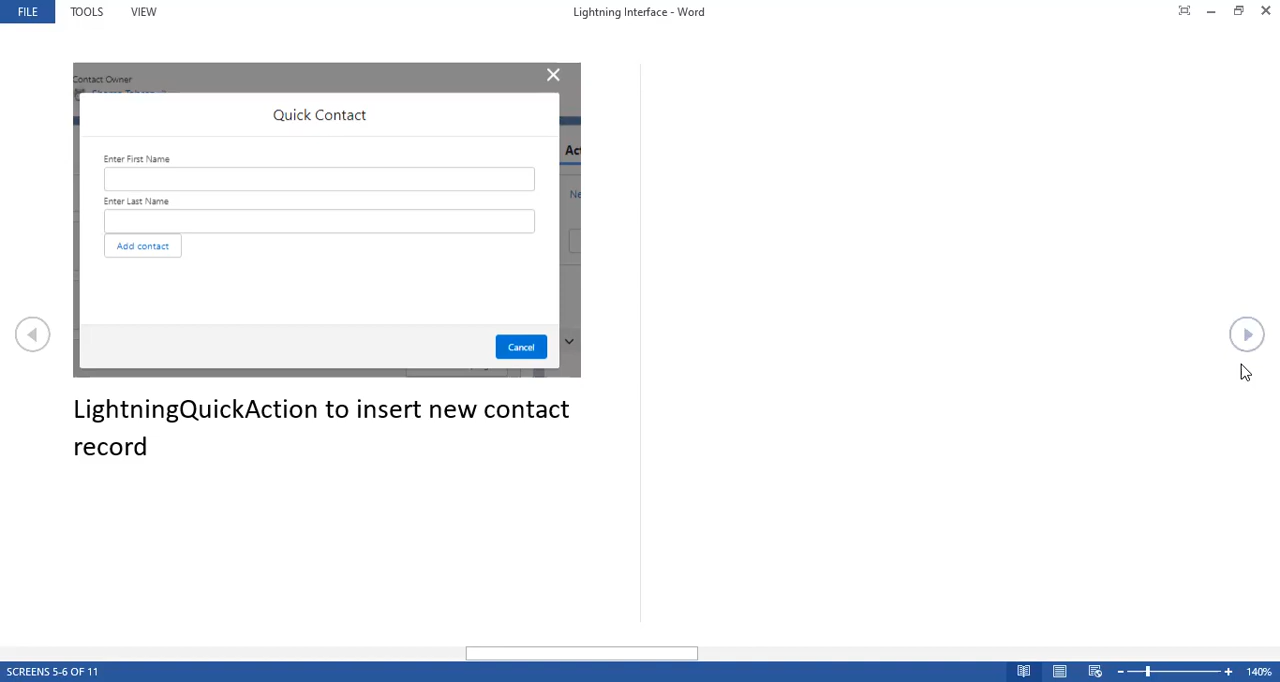 FILE TOOLS VIEW Lightning Interface - Word
Contact Owner
Quick Contact
Enter First Name
Enter Last Name
Add contact
Cancel
LightningQuickAction to insert new contact
record
SCREENS 5-6 OF 11 140%